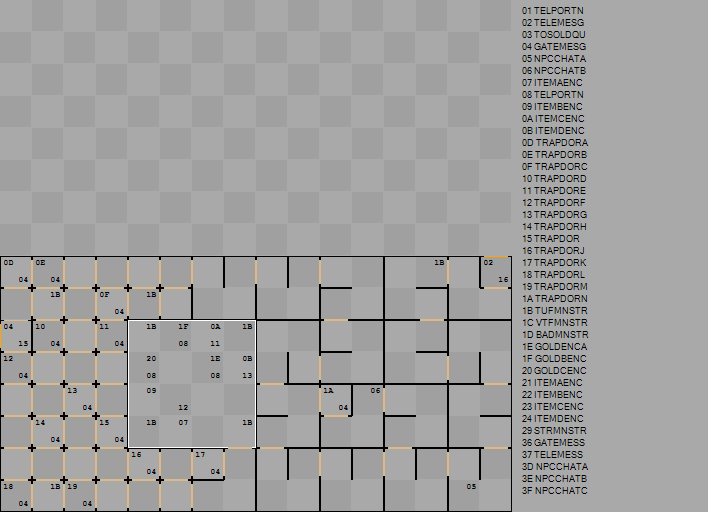 01 TELPORTN
02 TELEMESG
03 TOSOLDQU
04 GATEMESG
05 NPCCHATA
06 NPCCHATB
07 ITEMAENC
08 TELPORTN
09 ITEMBENC
0A ITEMCENC
0B ITEMDENC
0D TRAPDORA
0E TRAPDORB
0F TRAPDORC
10 TRAPDORD
11 TRAPDORE
12 TRAPDORF
13 TRAPDORG
14 TRAPDORH
15 TRAPDOR
16 TRAPDORJ
17 TRAPDORK
18 TRAPDORL
19 TRAPDORM
1A TRAPDORN
1B TUFMNSTR
1C VTFMNSTR
1D BADMNSTR
1E GOLDENCA
1F GOLDBENC
20 GOLDCENC
21 ITEMAENC
22 ITEMBENC
23 ITEMCENC
24 ITEMDENC
29 STRMNSTR
36 GATEMESS
37 TELEMESS
3D NPCCHATA
3E NPCCHATB
3F NPCCHATC
0D 0E 1B 02
04 04 16
1B 0F 1B
04
04 10 11 1B 1F 0A 1B
15 04 04 08 11
12 20 1E 0B
04 08 08 13
13 09 1A 06
04 12 04
14 15 1B 07 1B
04 04
16 17
04 04
18 1B 19 05
04 04